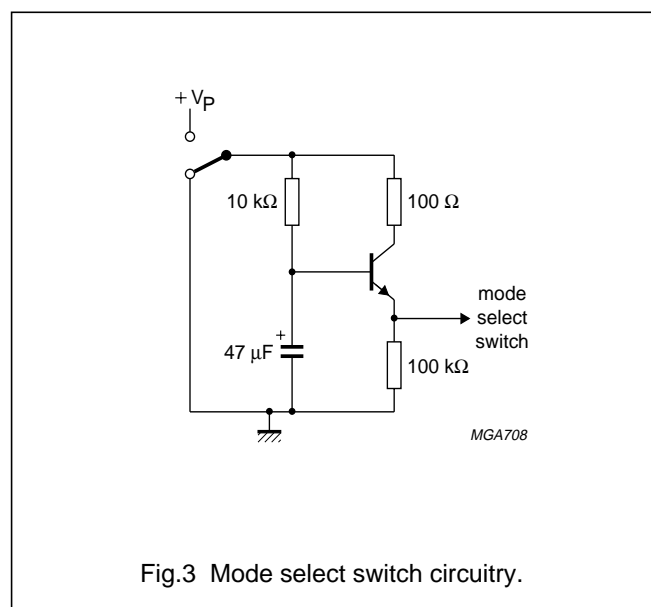 + VP
10 kΩ
100 Ω
mode
select
switch
47 μF
+
100 kΩ
MGA708
Fig.3 Mode select switch circuitry.